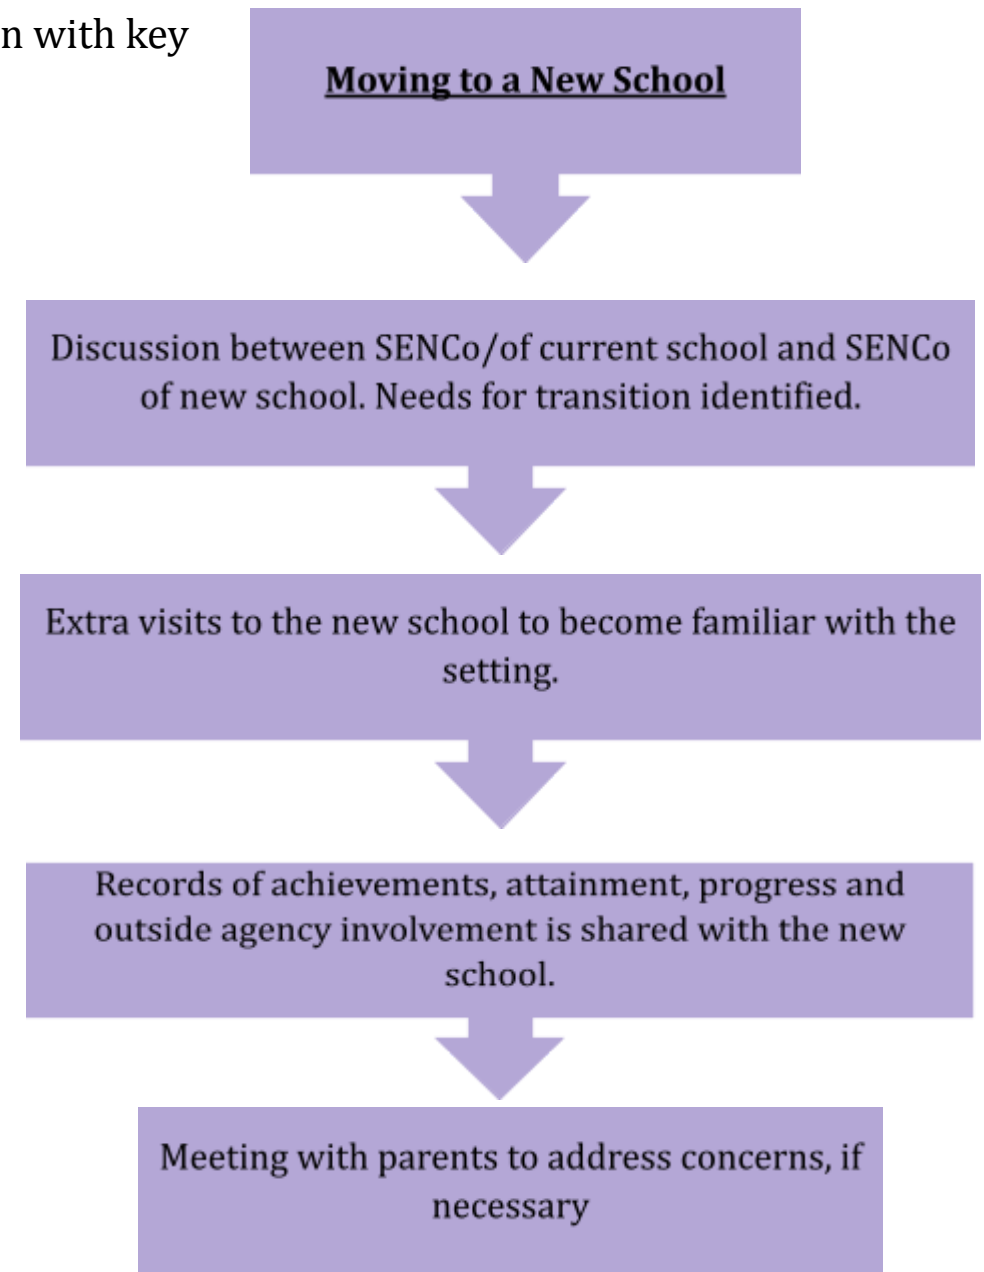 n with key
Moving to a New School
Discussion between SENCo/of current school and SENCo
of new school. Needs for transition identified.
Extra visits to the new school to become familiar with the
setting.
Records of achievements, attainment, progress and
outside agency involvement is shared with the new
school.
Meeting with parents to address concerns, if
necessary